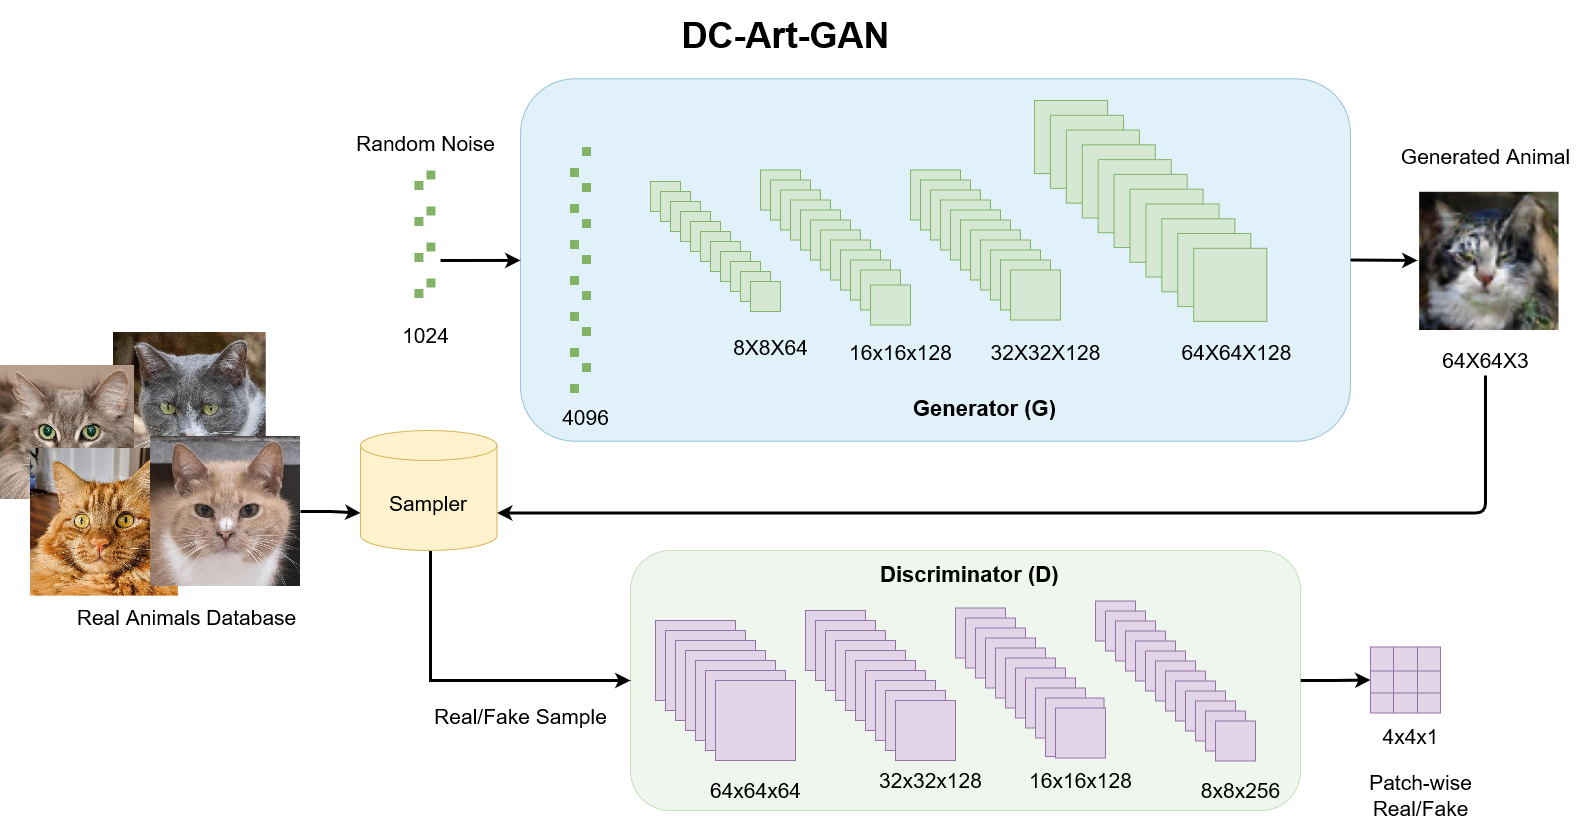 DC-Art-GAN
Random Noise
1024
4096
8X8X64
16x16x128
32X32X128
64X64X128
Generator (G)
Generated Animal
64X64X3
Real Animals Database
Sampler
Real/Fake Sample
Discriminator (D)
64x64x64
32x32x128
16x16x128
8x8x256
4x4x1
Patch-wise
Real/Fake